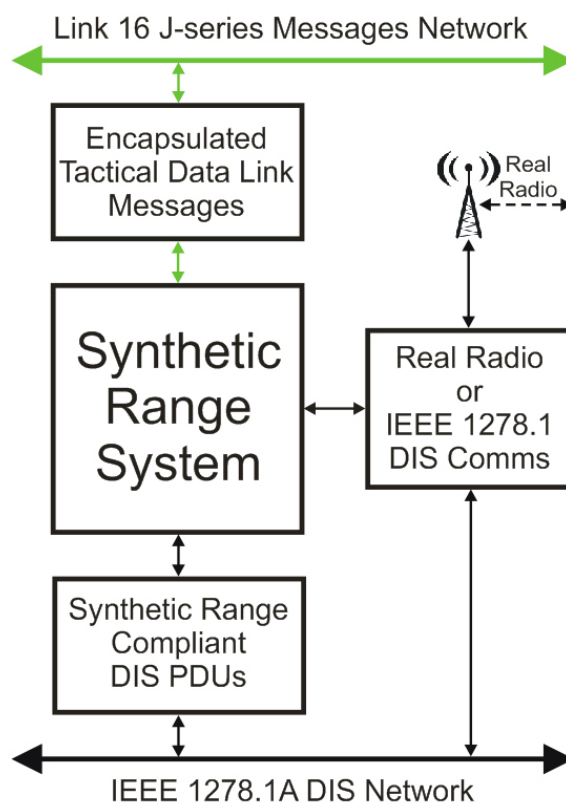 Link 16 J-series Messages Network
Encapsulated
Tactical Data Link
Messages
Real
Radio
Synthetic
Range
System
Real Radio
or
IEEE 1278.1
DIS Comms
Synthetic Range
Compliant
DIS PDUs
IEEE 1278.1A DIS Network